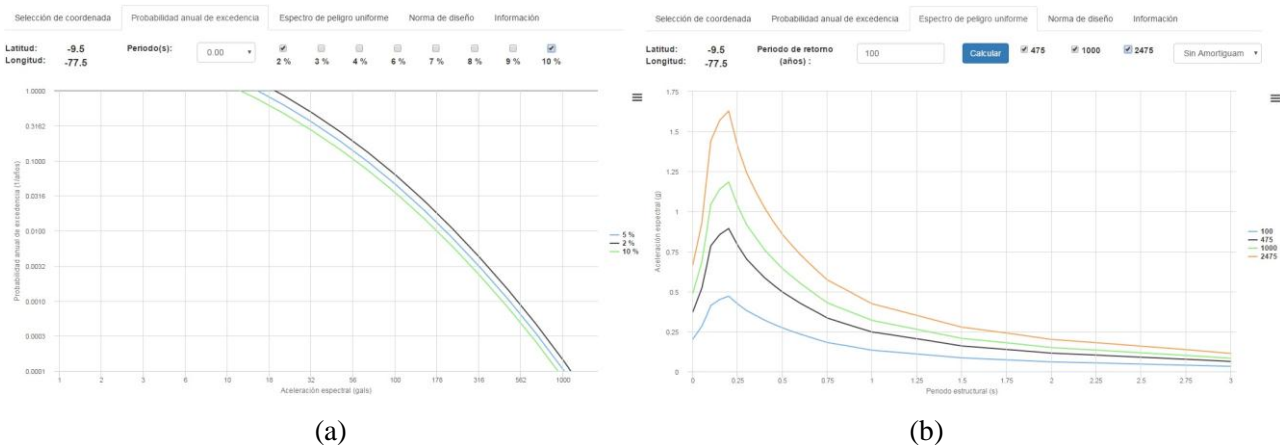 Selección de coordenada Probabilidad anual de excedencia Espectro de peligro uniforme Norma de diseño Información
Latitud: -9.5 Periodo(s): 0.00
Longitud: -77.5
2 % 3 % 4 % 6 % 7 % 8 % 9 % 10 %
1.0000
0.3162
0.1000
0.0316
0.0100
0.0032
0.0010
0.0003
0.0001
Probabilidad anual de excedencia (1/años)
1 2 3 6 10 18 32 56 100 178 316 562 1000
Aceleración espectral (gals)
5 %
2 %
10 %
(a)
Selección de coordenada Probabilidad anual de excedencia Espectro de peligro uniforme Norma de diseño Información
Latitud: -9.5 Periodo de retorno 100 Calcular 475 1000 2475 Sin Amortiguam
Longitud: -77.5 (años) :
1.75
1.5
1.25
1
0.75
0.5
0.25
0
Aceleración espectral (g)
0 0.25 0.5 0.75 1 1.25 1.5 1.75 2 2.25 2.5 2.75 3
Periodo estructural (s)
100
475
1000
2475
(b)